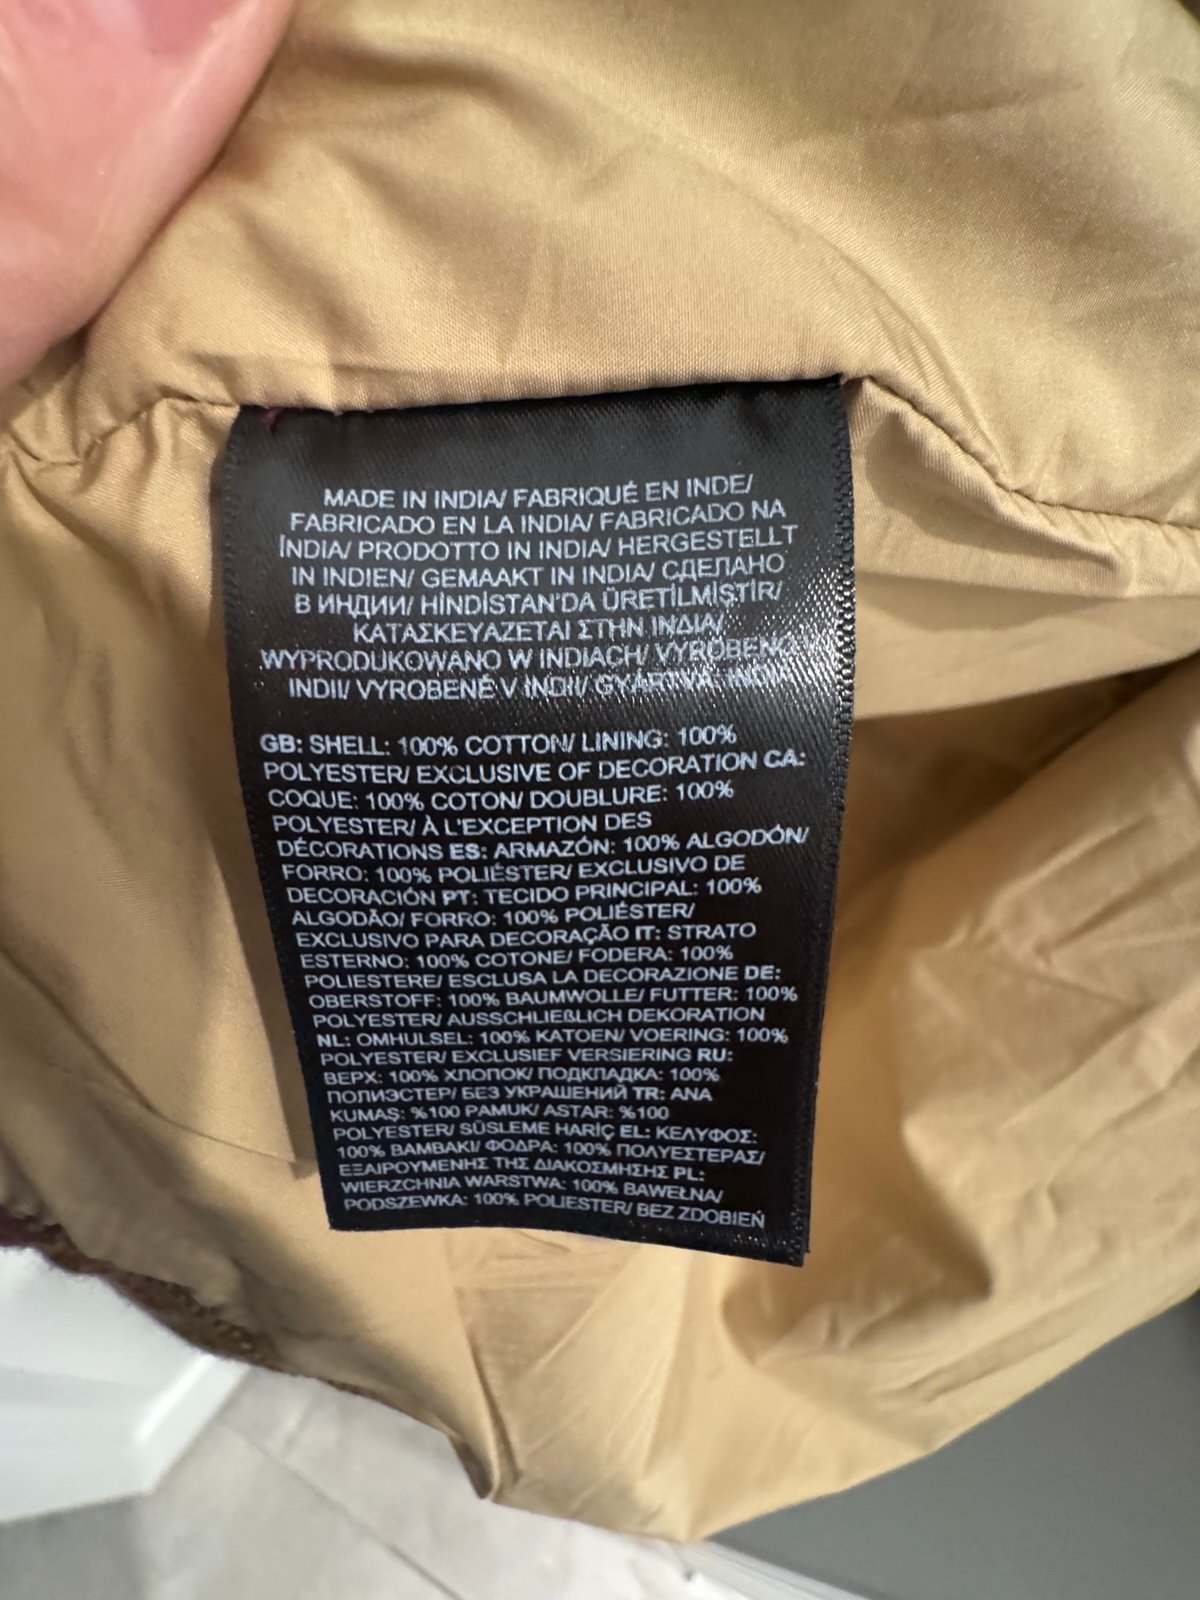 MADE IN INDIA/ FABRIQUÉ EN INDE/
FABRICADO EN LA INDIA/ FABRICADO NA
ÍNDIA/ PRODOTTO IN INDIA/ HERGESTELLT
IN INDIEN/ GEMAAKT IN INDIA/ СДЕЛАНО
В ИНДИИ/ HİNDİSTAN'DA ÜRETİLMİŞTİR/
ΚΑΤΑΣΚΕΥΑΖΕΤΑΙ ΣΤΗΝ ΙΝΔΙΑ/
WYPRODUKOWANO W INDIACH/ VYROBENO
INDII/ VYROBENÉ V INDII/ GYÁRTVA: INDIA
GB: SHELL: 100% COTTON/ LINING: 100%
POLYESTER/ EXCLUSIVE OF DECORATION CA:
COQUE: 100% COTON/ DOUBLURE: 100%
POLYESTER/ À L'EXCEPTION DES
DÉCORATIONS ES: ARMAZÓN: 100% ALGODÓN/
FORRO: 100% POLIÉSTER/ EXCLUSIVO DE
DECORACIÓN PT: TECIDO PRINCIPAL: 100%
ALGODÃO/ FORRO: 100% POLIÉSTER/
EXCLUSIVO PARA DECORAÇÃO IT: STRATO
ESTERNO: 100% COTONE/ FODERA: 100%
POLIESTERE/ ESCLUSA LA DECORAZIONE DE:
OBERSTOFF: 100% BAUMWOLLE/ FUTTER: 100%
POLYESTER/ AUSSCHLIEßLICH DEKORATION
NL: OMHULSEL: 100% KATOEN/ VOERING: 100%
POLYESTER/ EXCLUSIEF VERSIERING RU:
ВЕРХ: 100% ХЛОПОК/ ПОДКЛАДКА: 100%
ПОЛИЭСТЕР/ БЕЗ УКРАШЕНИЙ TR: ANA
KUMAŞ: %100 PAMUK/ ASTAR: %100
POLYESTER/ SÜSLEME HARİÇ EL: ΚΕΛΥΦΟΣ:
100% ΒΑΜΒΑΚΙ/ ΦΟΔΡΑ: 100% ΠΟΛΥΕΣΤΕΡΑΣ/
ΕΞΑΙΡΟΥΜΕΝΗΣ ΤΗΣ ΔΙΑΚΟΣΜΗΣΗΣ PL:
WIERZCHNIA WARSTWA: 100% BAWEŁNA/
PODSZEWKA: 100% POLIESTER/ BEZ ZDOBIEŃ